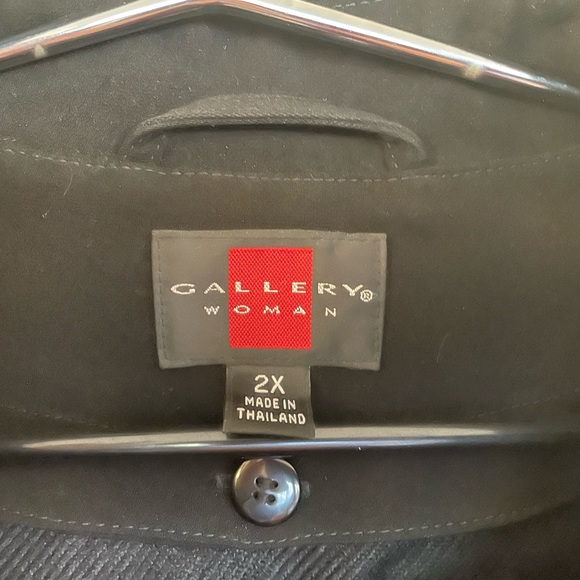 GALLERY®
WOMAN
2X
MADE IN
THAILAND